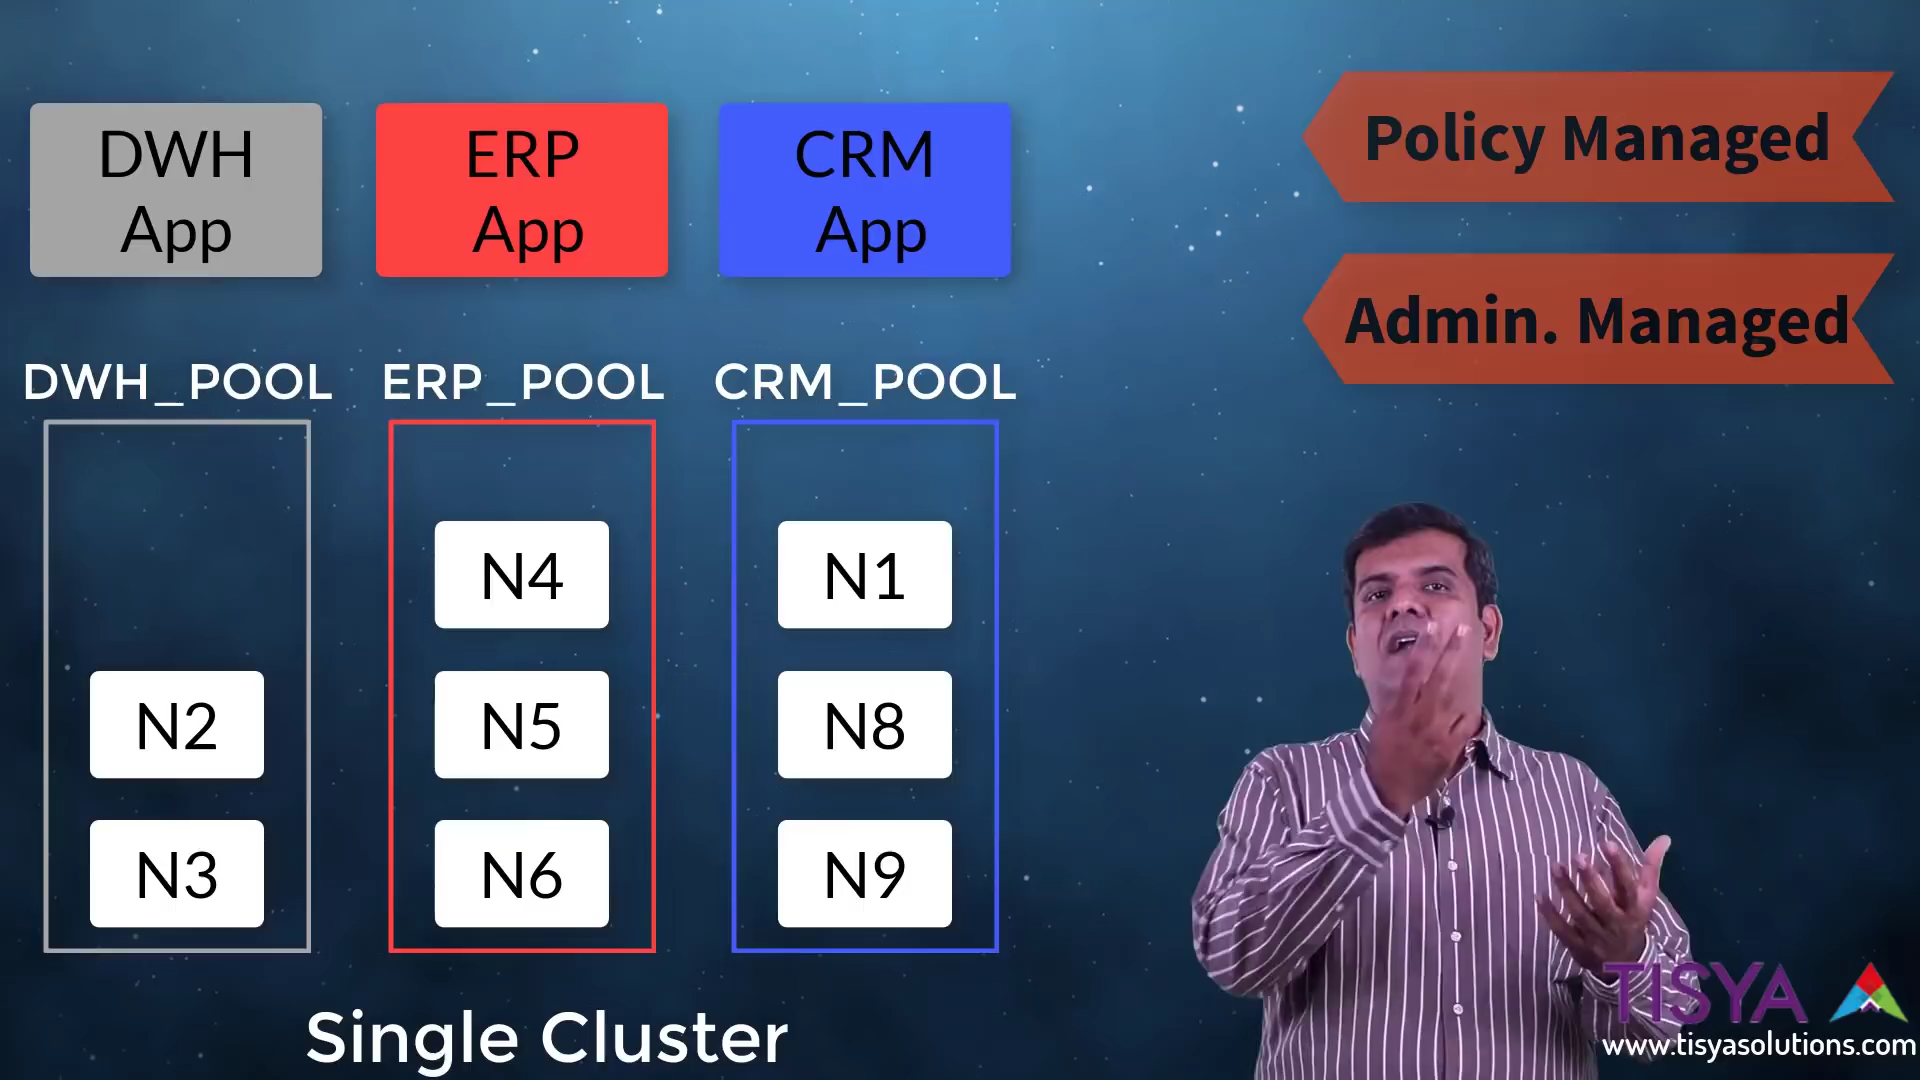 DWH
App
ERP
App
CRM
App
Policy Managed
Admin. Managed
DWH_POOL
ERP_POOL
CRM_POOL
N4
N1
N2
N5
N8
N3
N6
N9
Single Cluster
TISYA
www.tisyasolutions.com